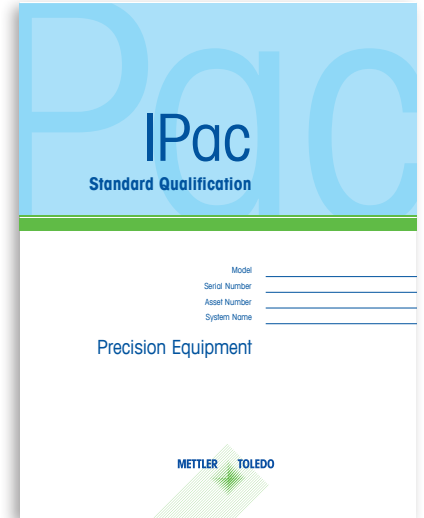 IPac
Standard Qualification
Model
Serial Number
Asset Number
System Name
Precision Equipment
METTLER TOLEDO